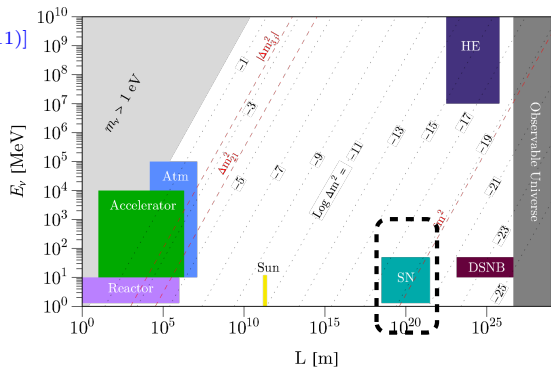 11)]
10^10
10^9
10^8
10^7
10^6
10^5
10^4
10^3
10^2
10^1
10^0
E_ν [MeV]
m_ν > 1 eV
|Δm²_31|
Δm²_21
-1
-3
-5
-7
-9
Log Δm² = -11
-13
-15
-17
-19
-21
-23
-25
HE
Observable Universe
Atm
Accelerator
Reactor
Sun
SN
DSNB
10^0
10^5
10^10
10^15
10^20
10^25
L [m]